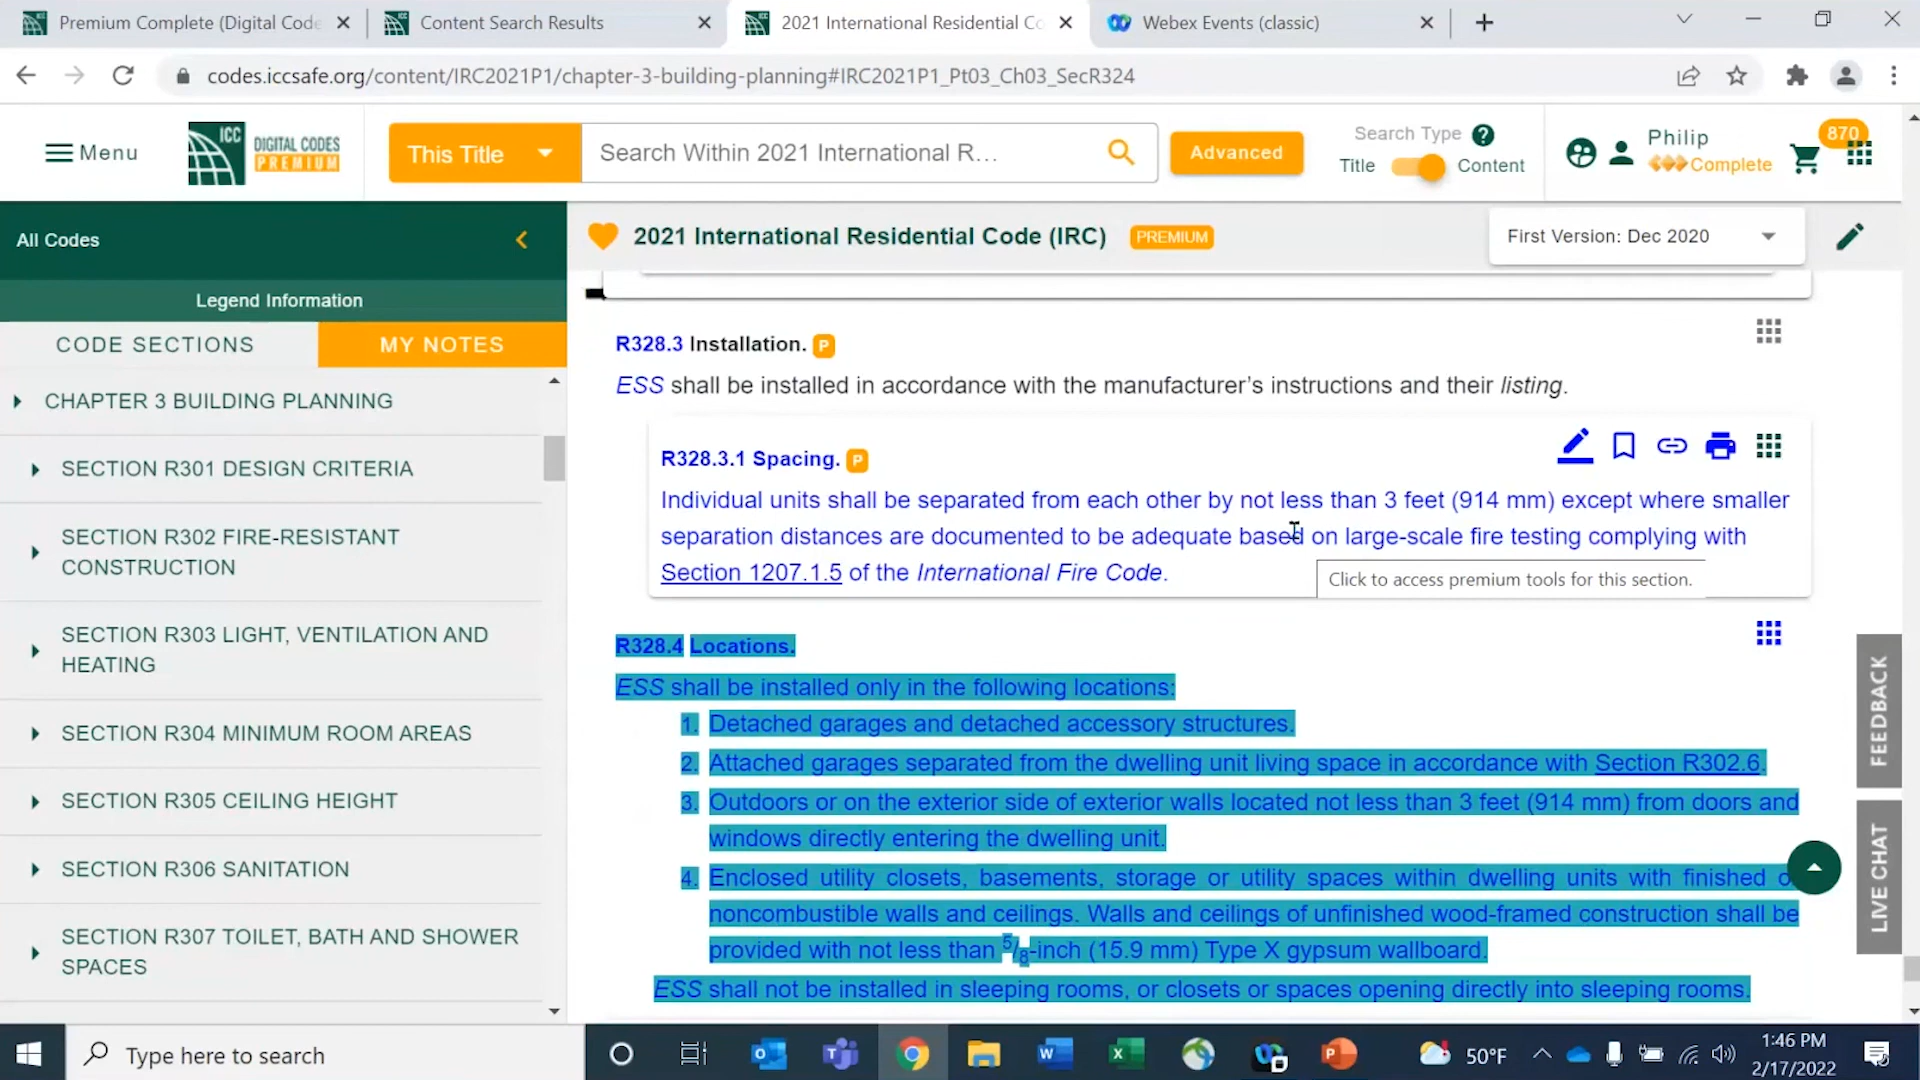 Premium Complete (Digital Code
Content Search Results
2021 International Residential Co
Webex Events (classic)
codes.iccsafe.org/content/IRC2021P1/chapter-3-building-planning#IRC2021P1_Pt03_Ch03_SecR324
Menu
ICC
DIGITAL CODES
PREMIUM
This Title
Search Within 2021 International R...
Advanced
Search Type ?
Title
Content
Philip
Complete
870
All Codes
Legend Information
CODE SECTIONS
MY NOTES
CHAPTER 3 BUILDING PLANNING
SECTION R301 DESIGN CRITERIA
SECTION R302 FIRE-RESISTANT
CONSTRUCTION
SECTION R303 LIGHT, VENTILATION AND
HEATING
SECTION R304 MINIMUM ROOM AREAS
SECTION R305 CEILING HEIGHT
SECTION R306 SANITATION
SECTION R307 TOILET, BATH AND SHOWER
SPACES
2021 International Residential Code (IRC)
PREMIUM
First Version: Dec 2020
R328.3 Installation. P
ESS shall be installed in accordance with the manufacturer's instructions and their listing.
R328.3.1 Spacing. P
Individual units shall be separated from each other by not less than 3 feet (914 mm) except where smaller
separation distances are documented to be adequate based on large-scale fire testing complying with
Section 1207.1.5 of the International Fire Code.
Click to access premium tools for this section.
R328.4 Locations.
ESS shall be installed only in the following locations:
1. Detached garages and detached accessory structures.
2. Attached garages separated from the dwelling unit living space in accordance with Section R302.6.
3. Outdoors or on the exterior side of exterior walls located not less than 3 feet (914 mm) from doors and
windows directly entering the dwelling unit.
4. Enclosed utility closets, basements, storage or utility spaces within dwelling units with finished o
noncombustible walls and ceilings. Walls and ceilings of unfinished wood-framed construction shall be
provided with not less than 5/8-inch (15.9 mm) Type X gypsum wallboard.
ESS shall not be installed in sleeping rooms, or closets or spaces opening directly into sleeping rooms.
FEEDBACK
LIVE CHAT
Type here to search
50°F
1:46 PM
2/17/2022